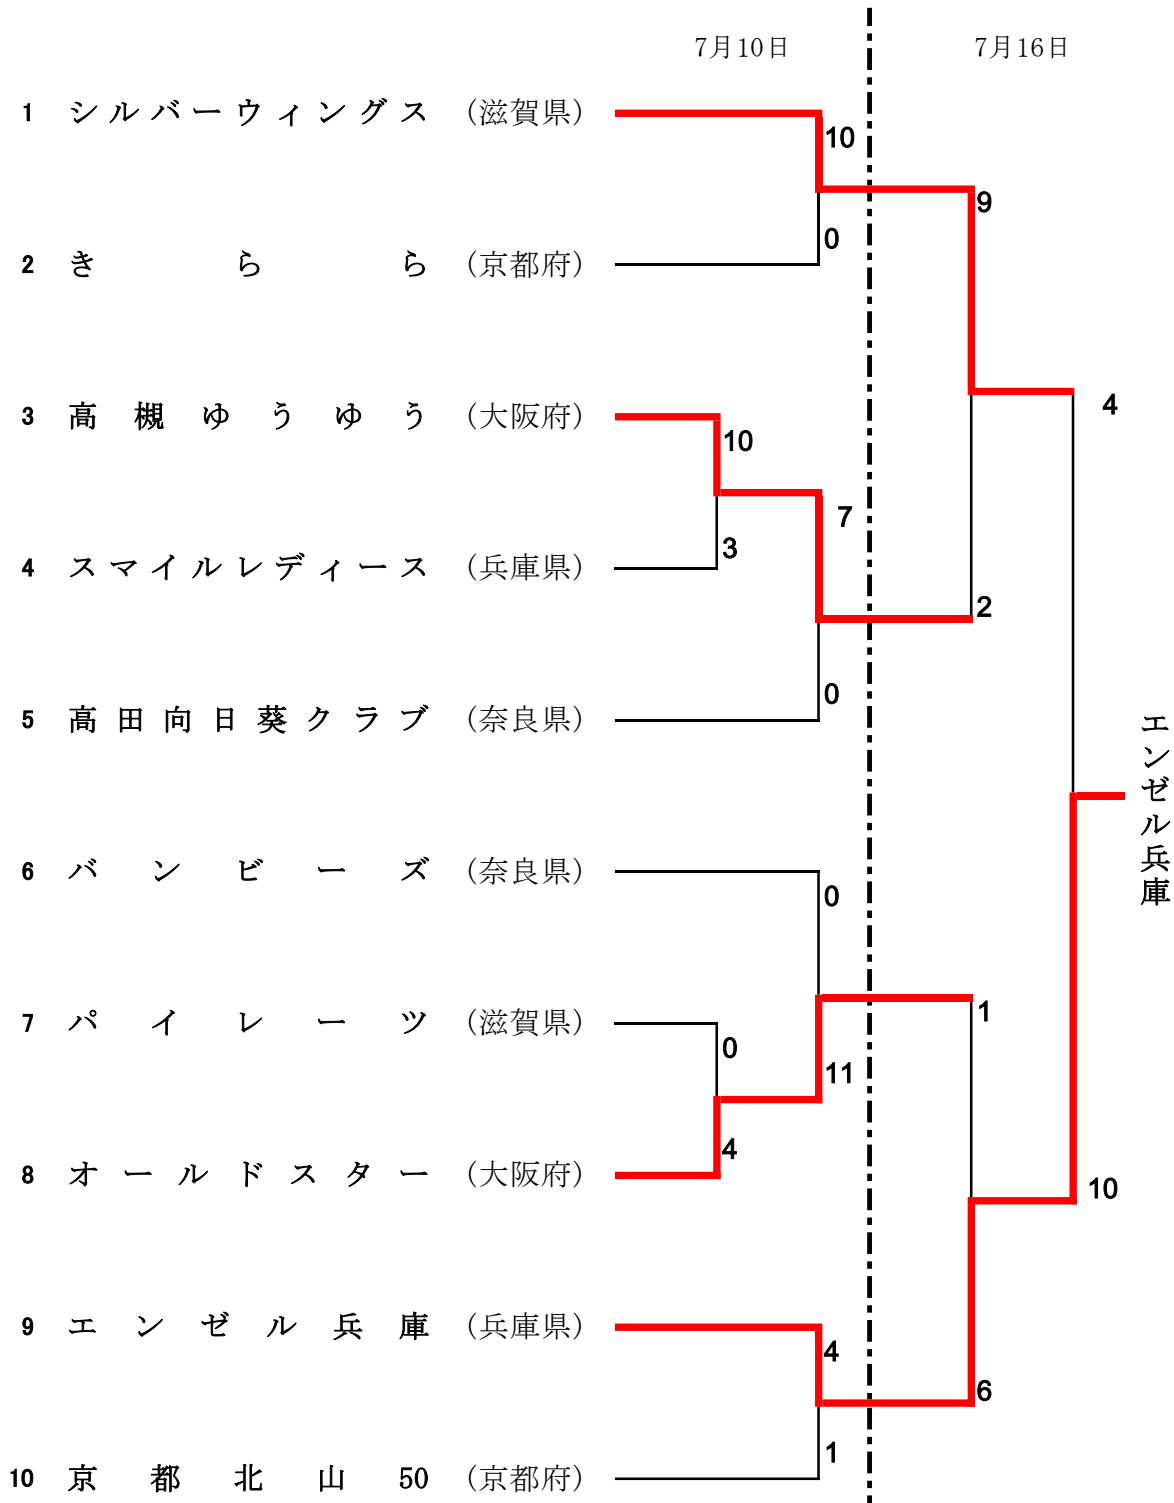 7月10日 7月16日
1 シルバーウィングス (滋賀県)
10
9
0
2 きらら (京都府)
3 高槻ゆうゆう (大阪府)
4
10
7
3
4 スマイルレディース (兵庫県)
2
0
5 高田向日葵クラブ (奈良県)
エンゼル兵庫
6 バンビーズ (奈良県)
0
1
7 パイレーツ (滋賀県)
0
11
4
8 オールドスター (大阪府)
10
9 エンゼル兵庫 (兵庫県)
4
6
1
10 京都北山50 (京都府)